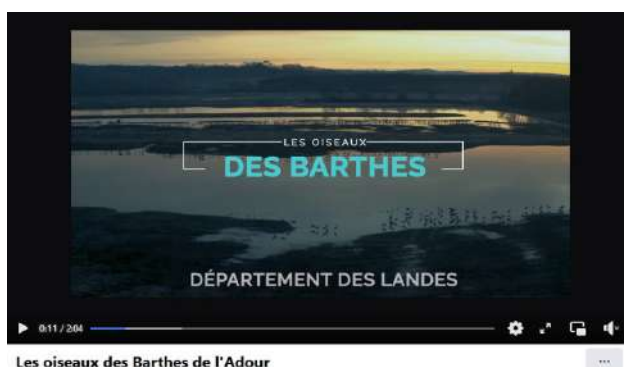 LES OISEAUX
DES BARTHES
DÉPARTEMENT DES LANDES
0:11 / 2:04
Les oiseaux des Barthes de l'Adour